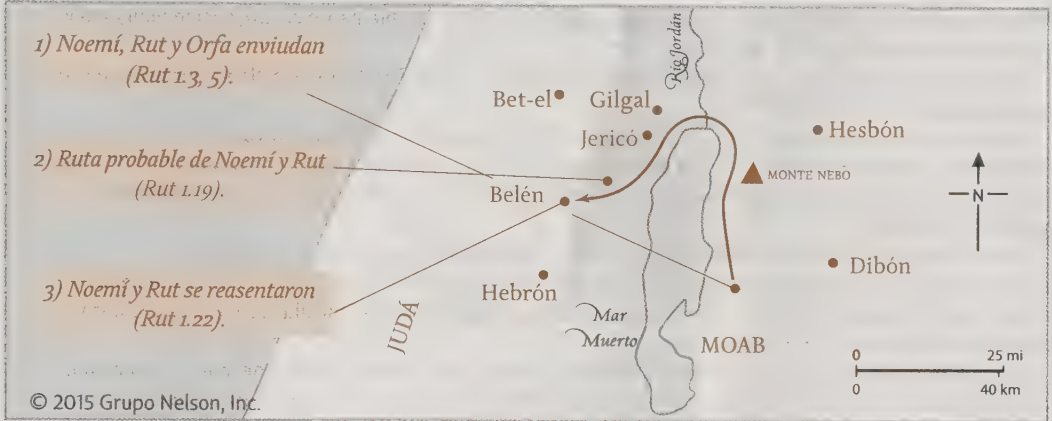 1) Noemí, Rut y Orfa enviudan
(Rut 1.3, 5).
2) Ruta probable de Noemí y Rut
(Rut 1.19).
3) Noemí y Rut se reasentaron
(Rut 1.22).
Río Jordán
Bet-el
Gilgal
Jericó
Hesbón
MONTE NEBO
N
Belén
Dibón
Hebrón
JUDÁ
Mar
Muerto
MOAB
0 25 mi
0 40 km
© 2015 Grupo Nelson, Inc.